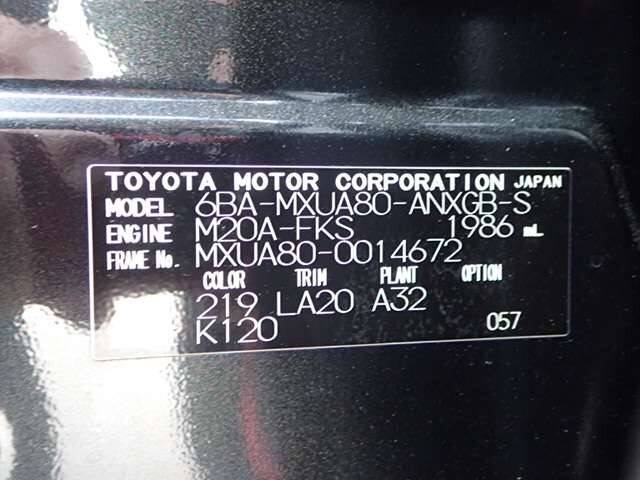 TOYOTA MOTOR CORPORATION JAPAN
MODEL 6BA-MXUA80-ANXGB-S
ENGINE M20A-FKS 1986 mL
FRAME No. MXUA80-0014672
COLOR TRIM PLANT OPTION
219 LA20 A32
K120 057